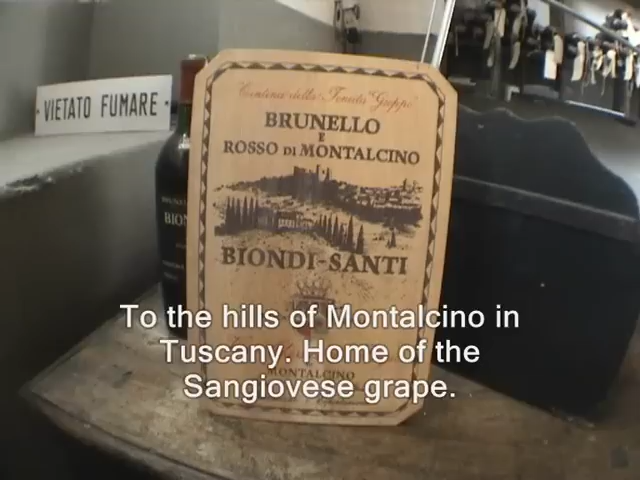 VIETATO FUMARE
"Cantina della Tenuta "Greppo"
BRUNELLO
E
ROSSO DI MONTALCINO
BIONDI-SANTI
MONTALCINO
BION
To the hills of Montalcino in
Tuscany. Home of the
Sangiovese grape.